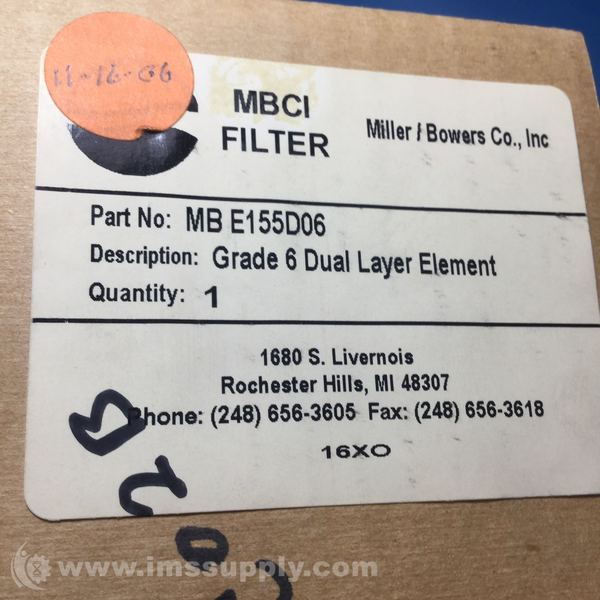 11-16-06
MBCI
FILTER
Miller / Bowers Co., Inc
Part No: MB E155D06
Description: Grade 6 Dual Layer Element
Quantity: 1
1680 S. Livernois
Rochester Hills, MI 48307
Phone: (248) 656-3605 Fax: (248) 656-3618
16XO
www.imssupply.com